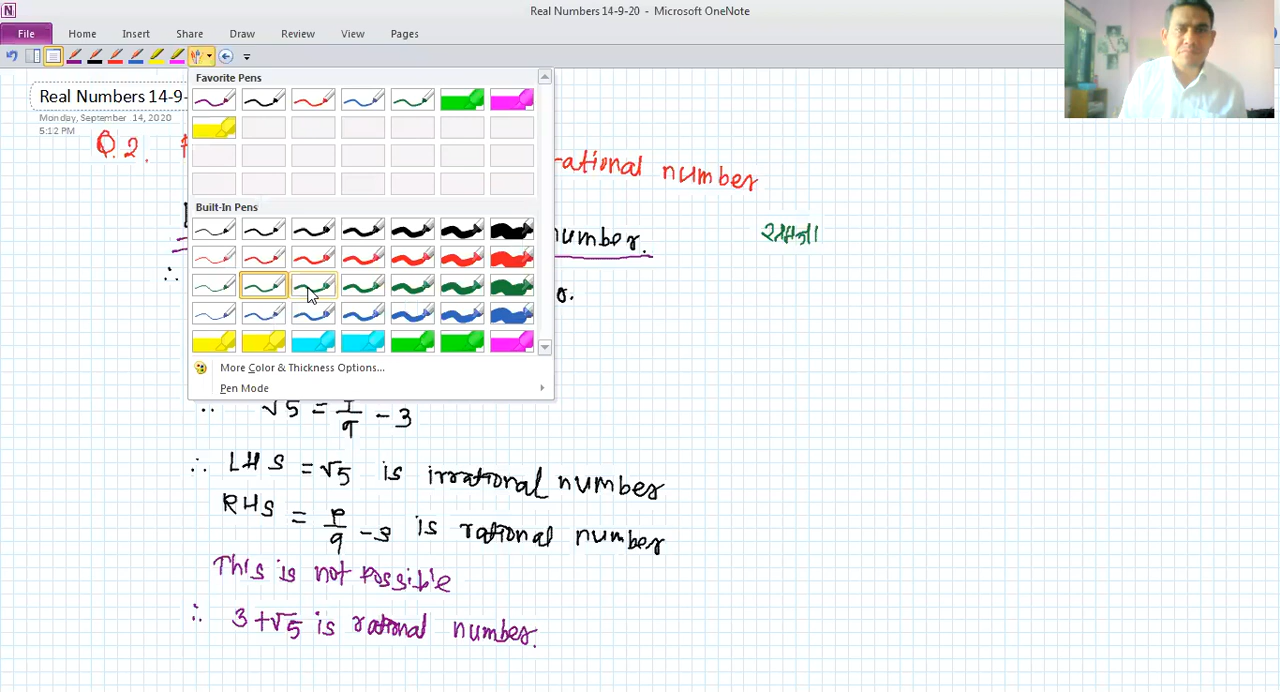 Real Numbers 14-9-20 - Microsoft OneNote
File Home Insert Share Draw Review View Pages
Real Numbers 14-9-
Monday, September 14, 2020
5:12 PM
Favorite Pens
Built-In Pens
More Color & Thickness Options...
Pen Mode
Q.2.
rational number
number.
∴
∴ √5 = p/q - 3
∴ LHS = √5 is irrational number
RHS = p/q - 3 is rational number
This is not possible
∴ 3+√5 is rational number.